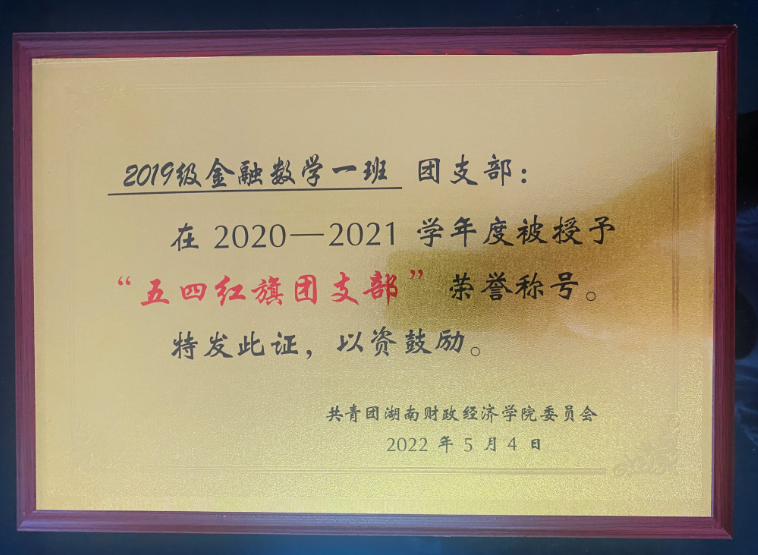 2019级金融数学一班 团支部：
在 2020—2021 学年度被授予
“五四红旗团支部” 荣誉称号。
特发此证，以资鼓励。
共青团湖南财政经济学院委员会
2022 年 5 月 4 日